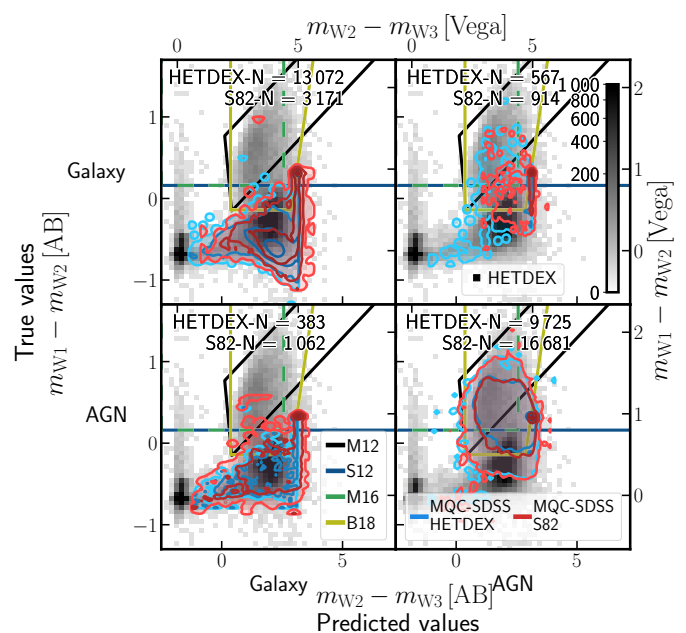 m_W2 − m_W3 [Vega]
0 5 0 5
HETDEX-N = 13 072
S82-N = 3 171
HETDEX-N = 567
S82-N = 914
1 000
800
600
400
200
0
HETDEX
1
0
−1
2
1
0
Galaxy
AGN
True values
m_W1 − m_W2 [AB]
m_W1 − m_W2 [Vega]
HETDEX-N = 383
S82-N = 1 062
HETDEX-N = 9 725
S82-N = 16 681
M12
S12
M16
B18
MQC-SDSS HETDEX
MQC-SDSS S82
1
0
−1
2
1
0
0 5 0 5
Galaxy AGN
m_W2 − m_W3 [AB]
Predicted values